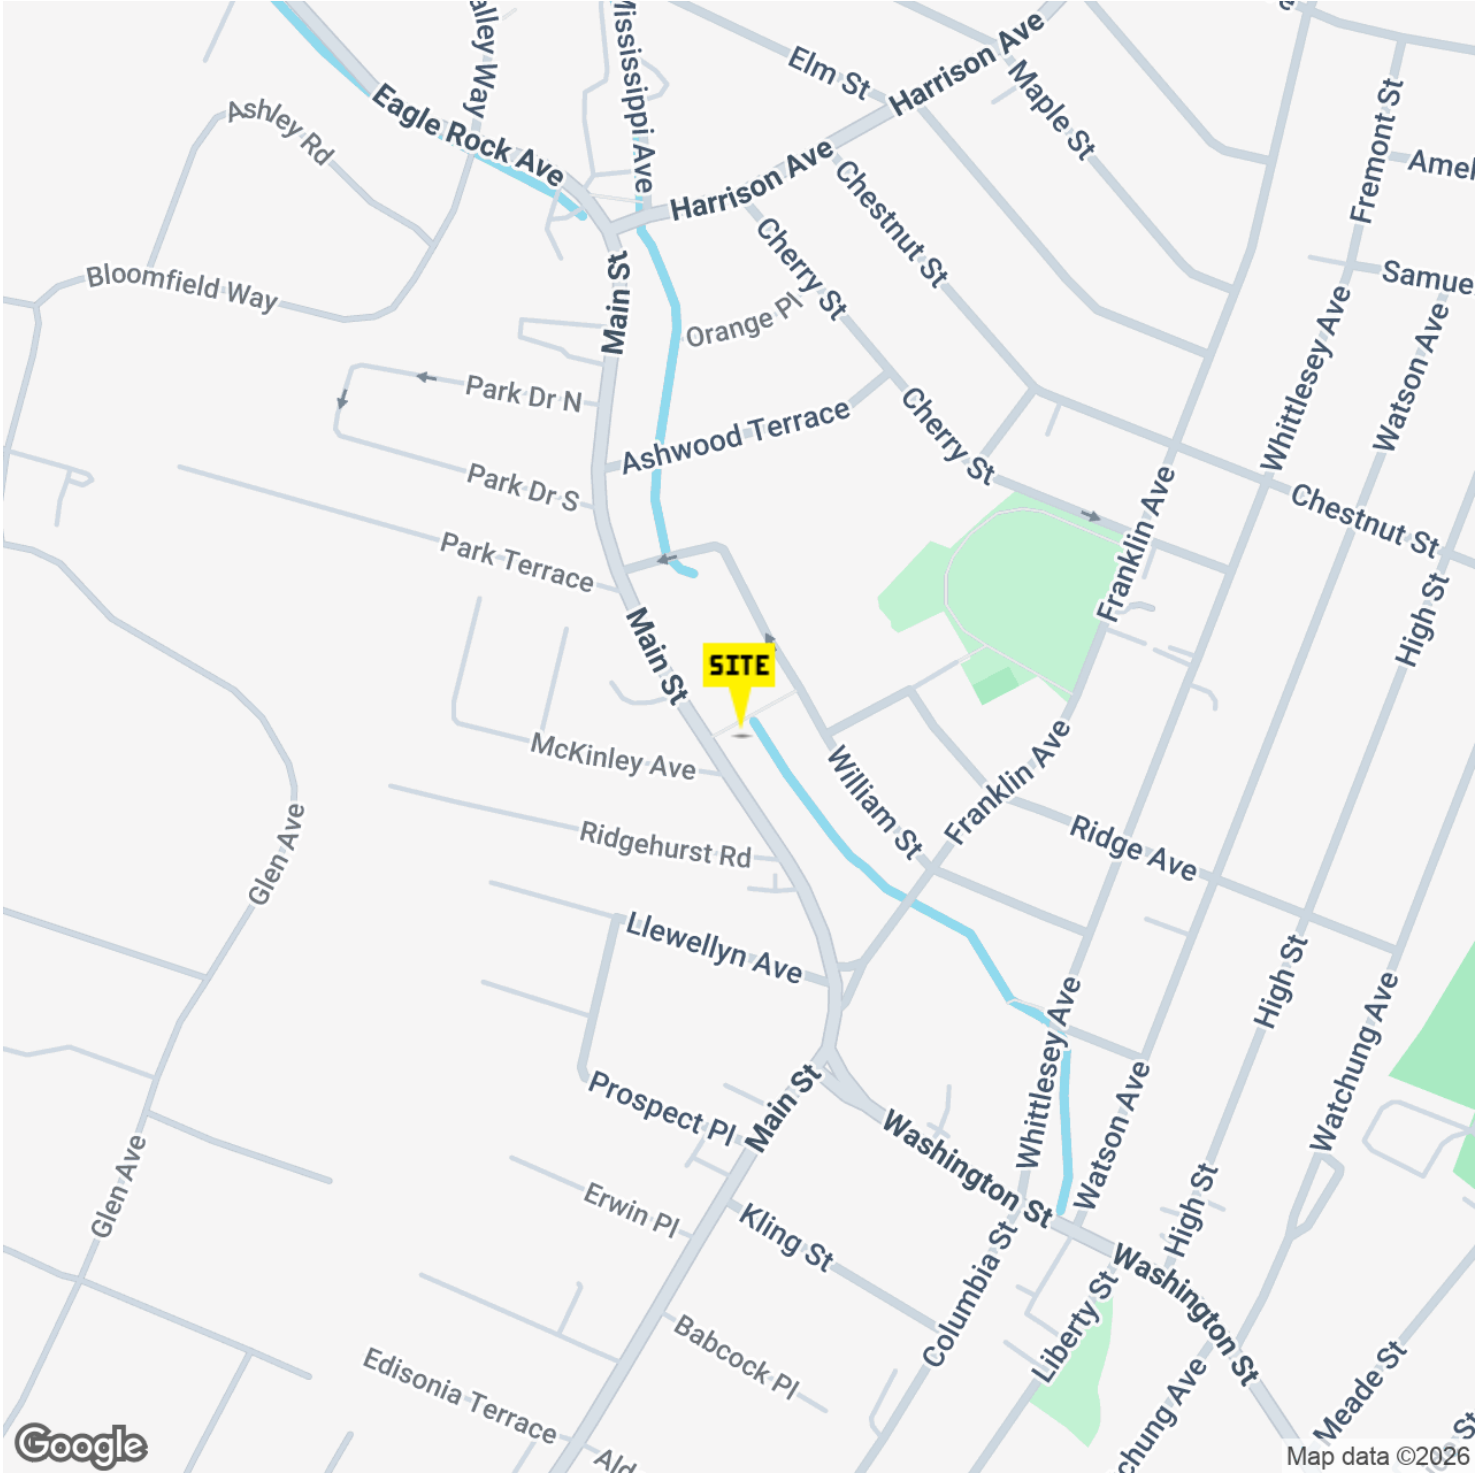 alley Way
Mississippi Ave
Elm St
Harrison Ave
Maple St
Fremont St
Eagle Rock Ave
Ashley Rd
Harrison Ave
Chestnut St
Amel
Cherry St
Samue
Bloomfield Way
Main St
Orange Pl
Whittlesey Ave
Watson Ave
Park Dr N
Ashwood Terrace
Cherry St
Park Dr S
Franklin Ave
Chestnut St
Park Terrace
High St
Main St
SITE
McKinley Ave
William St
Franklin Ave
Ridgehurst Rd
Ridge Ave
Glen Ave
Llewellyn Ave
High St
Whittlesey Ave
Watchung Ave
Prospect Pl
Main St
Washington St
Watson Ave
Glen Ave
Erwin Pl
Kling St
High St
Columbia St
Washington St
Liberty St
Babcock Pl
Edisonia Terrace
Meade St
chung Ave
St
Ald
Google
Map data ©2026